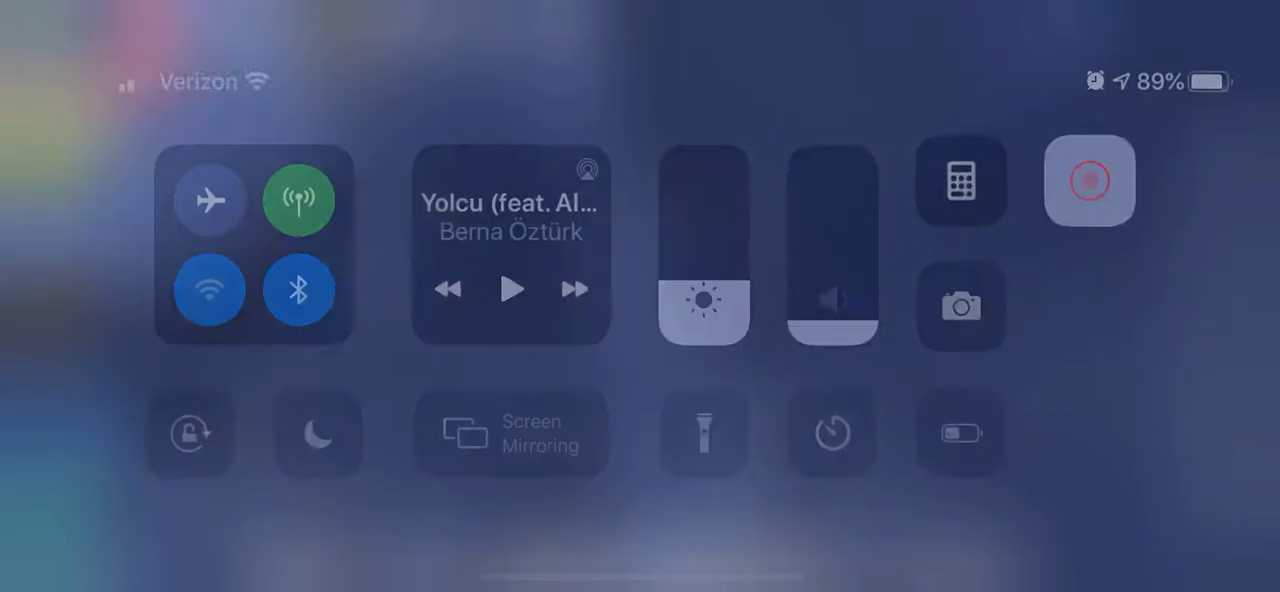 Verizon
89%
Yolcu (feat. Al...
Berna Öztürk
Screen
Mirroring